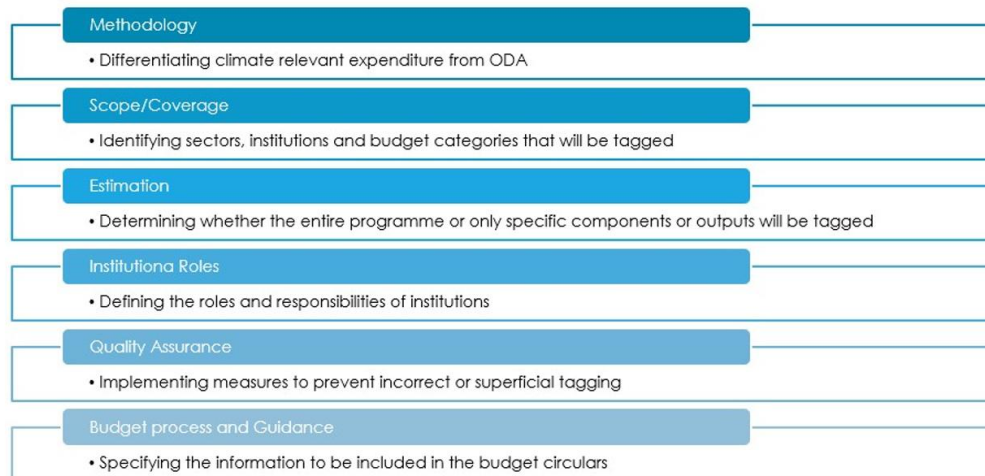 Methodology
• Differentiating climate relevant expenditure from ODA
Scope/Coverage
• Identifying sectors, institutions and budget categories that will be tagged
Estimation
• Determining whether the entire programme or only specific components or outputs will be tagged
Institutiona Roles
• Defining the roles and responsibilities of institutions
Quality Assurance
• Implementing measures to prevent incorrect or superficial tagging
Budget process and Guidance
• Specifying the information to be included in the budget circulars